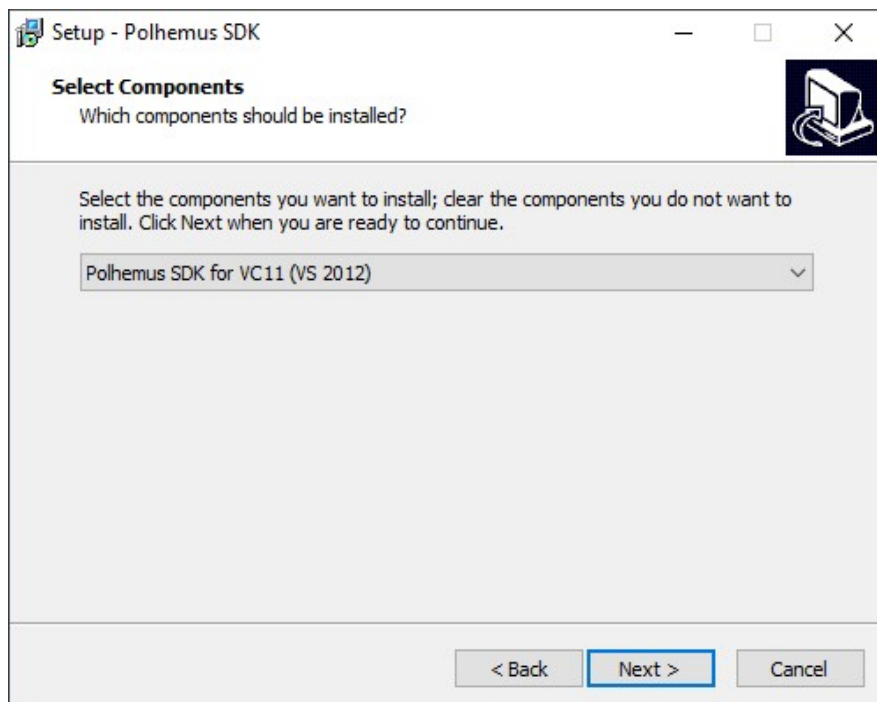 Setup - Polhemus SDK
Select Components
Which components should be installed?
Select the components you want to install; clear the components you do not want to
install. Click Next when you are ready to continue.
Polhemus SDK for VC11 (VS 2012)
< Back
Next >
Cancel